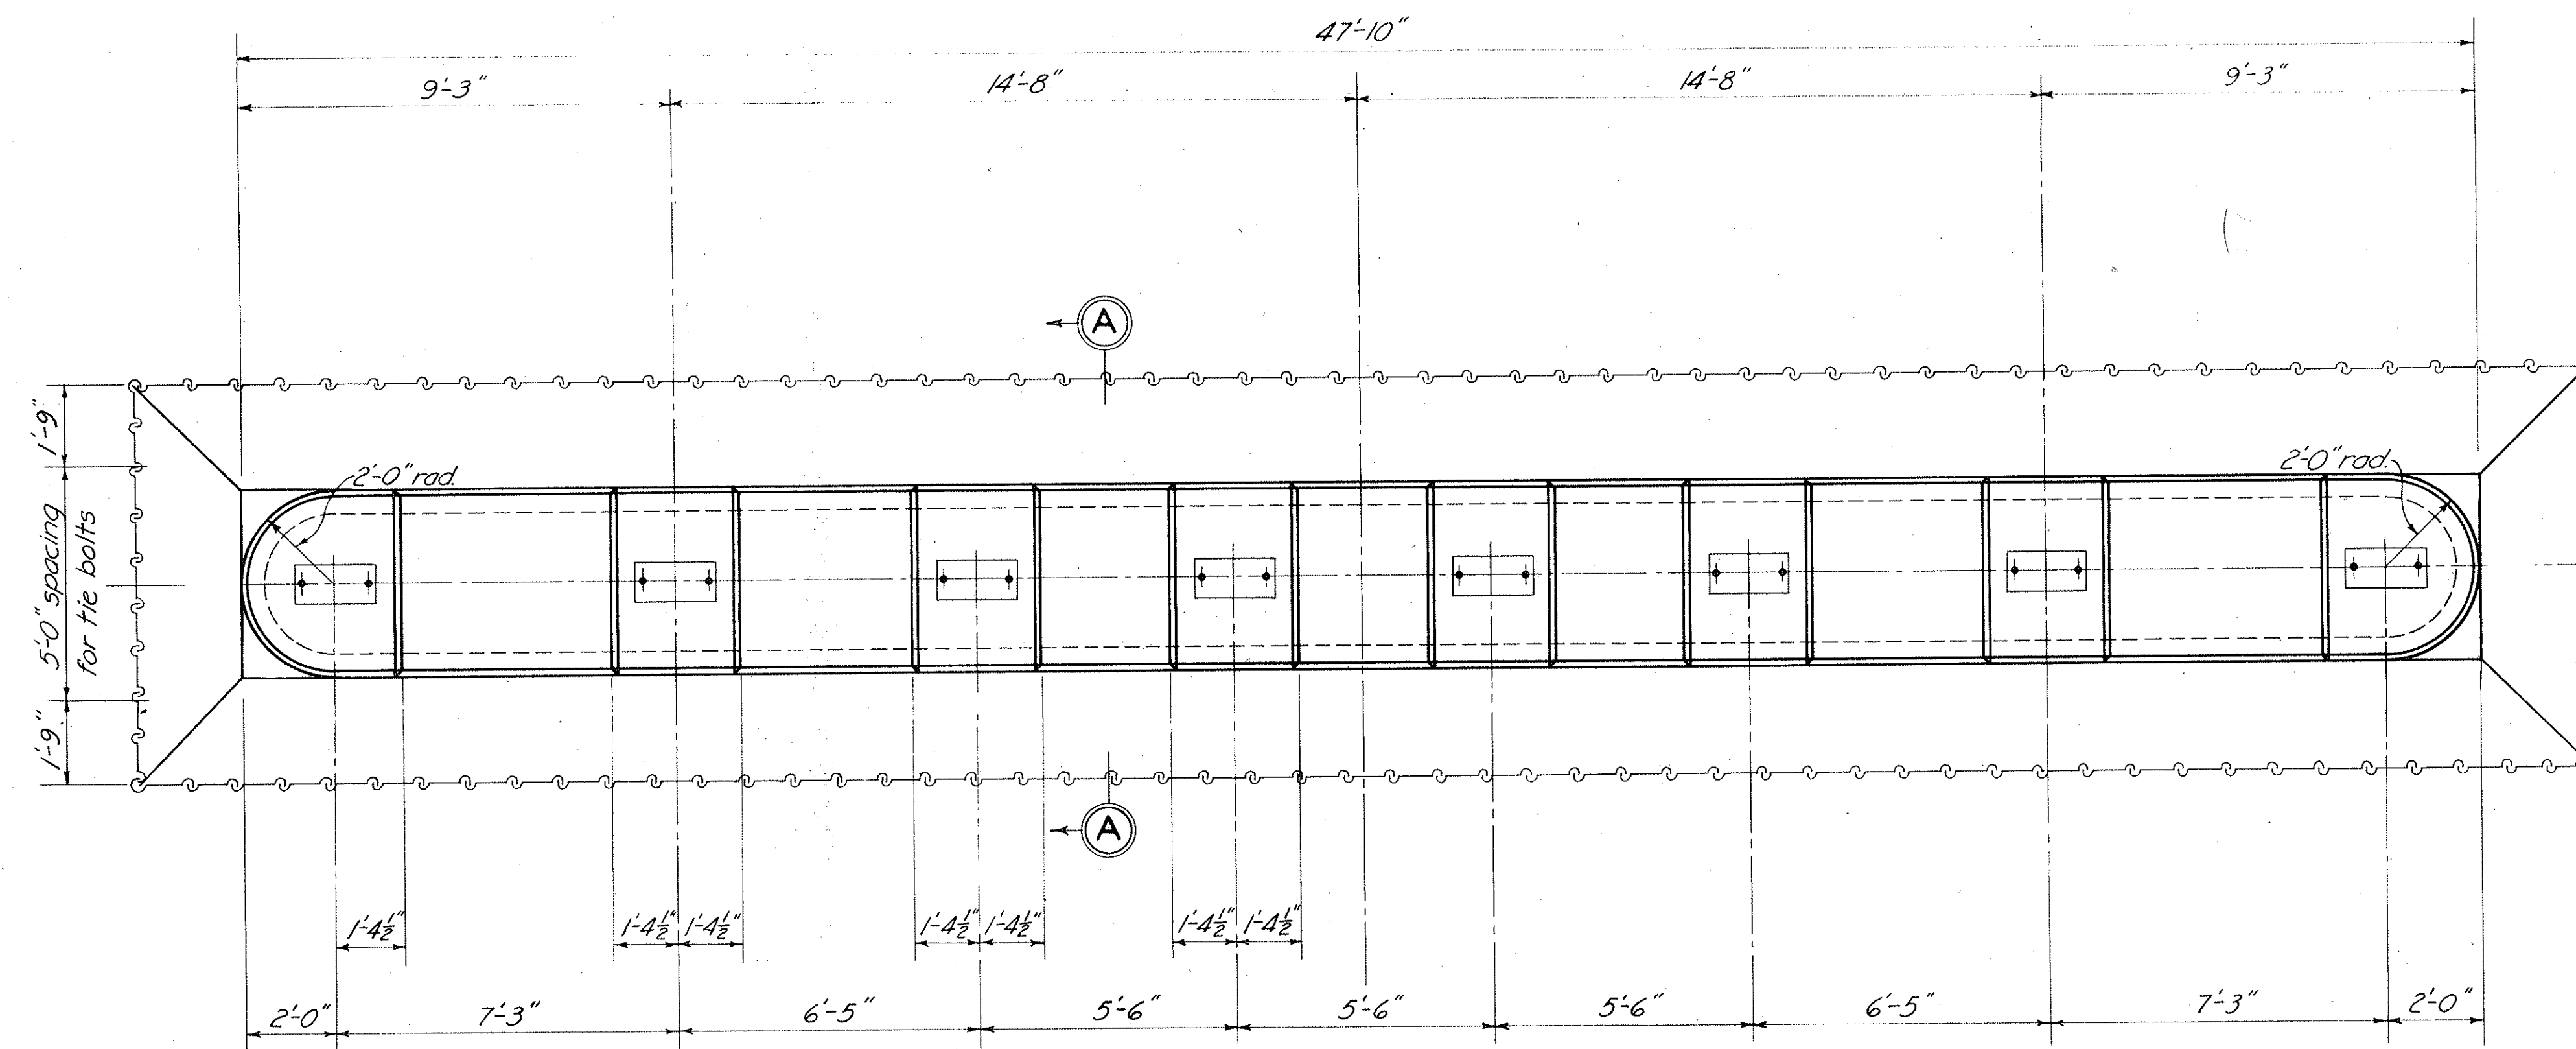 47'-10"
9'-3" 14'-8" 14'-8" 9'-3"
A
1'-9"
5'-0" spacing
for tie bolts
1'-9"
2'-0" rad.
2'-0" rad.
A
1'-4½" 1'-4½" 1'-4½" 1'-4½" 1'-4½" 1'-4½" 1'-4½"
2'-0" 7'-3" 6'-5" 5'-6" 5'-6" 5'-6" 6'-5" 7'-3" 2'-0"